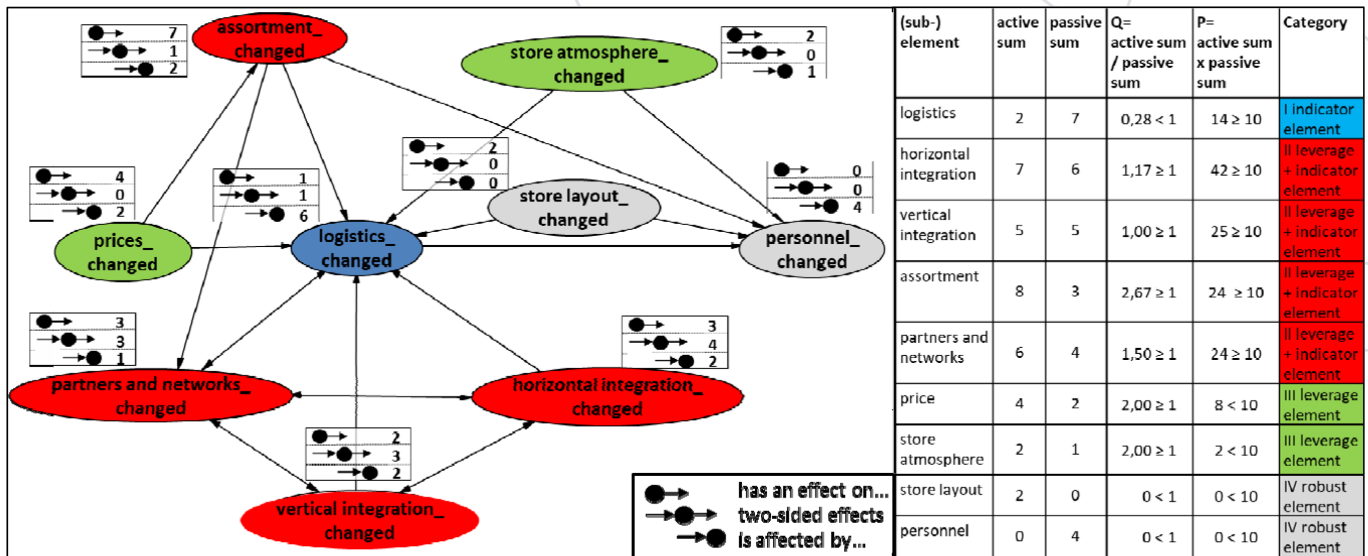 assortment_
changed
7
1
2
store atmosphere_
changed
2
0
1
4
0
2
prices_
changed
1
1
6
logistics_
changed
2
0
0
store layout_
changed
0
0
4
personnel_
changed
3
3
1
partners and networks_
changed
3
4
2
horizontal integration_
changed
2
3
2
vertical integration_
changed
has an effect on...
two-sided effects
is affected by...
(sub-) element active sum passive sum Q= active sum / passive sum P= active sum x passive sum Category
logistics 2 7 0,28 < 1 14 ≥ 10 I indicator element
horizontal integration 7 6 1,17 ≥ 1 42 ≥ 10 II leverage + indicator element
vertical integration 5 5 1,00 ≥ 1 25 ≥ 10 II leverage + indicator element
assortment 8 3 2,67 ≥ 1 24 ≥ 10 II leverage + indicator element
partners and networks 6 4 1,50 ≥ 1 24 ≥ 10 II leverage + indicator element
price 4 2 2,00 ≥ 1 8 < 10 III leverage element
store atmosphere 2 1 2,00 ≥ 1 2 < 10 III leverage element
store layout 2 0 0 < 1 0 < 10 IV robust element
personnel 0 4 0 < 1 0 < 10 IV robust element